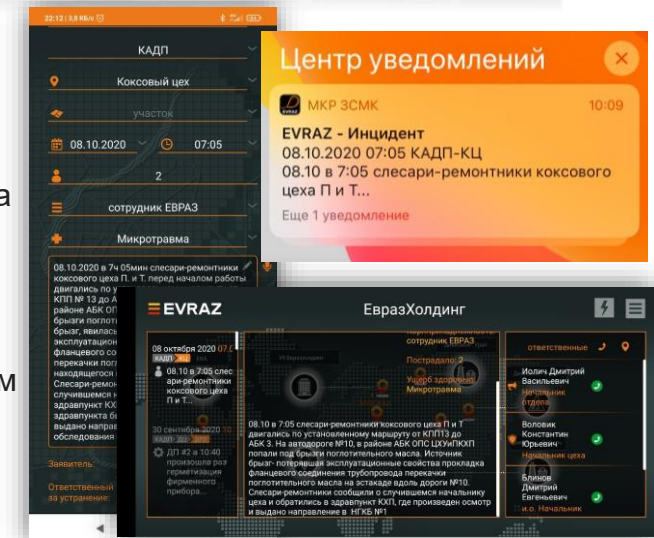 22:12 | 3,8 КБ/с
КАДП
Коксовый цех
участок
08.10.2020 07:05
2
сотрудник ЕВРАЗ
Микротравма
08.10.2020 в 7ч 05мин слесари-ремонтники
коксового цеха П. и Т. перед началом работы
двигались по у
КПП № 13 до А
районе АБК ОП
брызги поглоти
брызг, явилась
эксплуатацион
фланцевого со
перекачки погл
находящегося н
Слесари-ремон
случившемся н
здравпункт КХ
здравпункта б
выдано направ
обследования
Заявитель:
Ответственный
за устранение:
а
м
Центр уведомлений
МКР ЗСМК 10:09
EVRAZ - Инцидент
08.10.2020 07:05 КАДП-КЦ
08.10 в 7:05 слесари-ремонтники коксового
цеха П и Т...
Еще 1 уведомление
EVRAZ
ЕвразХолдинг
08 октября 2020 07:0
КАДП КЦ
08.10 в 7:05 слес
ари-ремонтники
коксового цеха
П и Т...
30 сентября 2020 10
ДП #2 в 10:40
произошла раз
герметизация
фирменного
прибора...
сотрудник ЕВРАЗ
Пострадало: 2
Ущерб здоровью:
Микротравма
08.10 в 7:05 слесари-ремонтники коксового цеха П и Т
двигались по установленному маршруту от КПП13 до
АБК 3. На автодороге №10, в районе АБК ОПС ЦХУиПКХП
попали под брызги поглотительного масла. Источник
брызг- потерявшая эксплуатационные свойства прокладка
фланцевого соединения трубопровода перекачки
поглотительного масла на эстакаде вдоль дороги №10.
Слесари-ремонтники сообщили о случившемся начальнику
цеха и обратились в здравпункт КХП, где произведен осмотр
и выдано направление в НГКБ №1
ответственные
Иолич Дмитрий
Васильевич
Начальник
отдела
Воловик
Константин
Юрьевич
Начальник цеха
Блинов
Дмитрий
Евгеньевич
и.о. Начальник